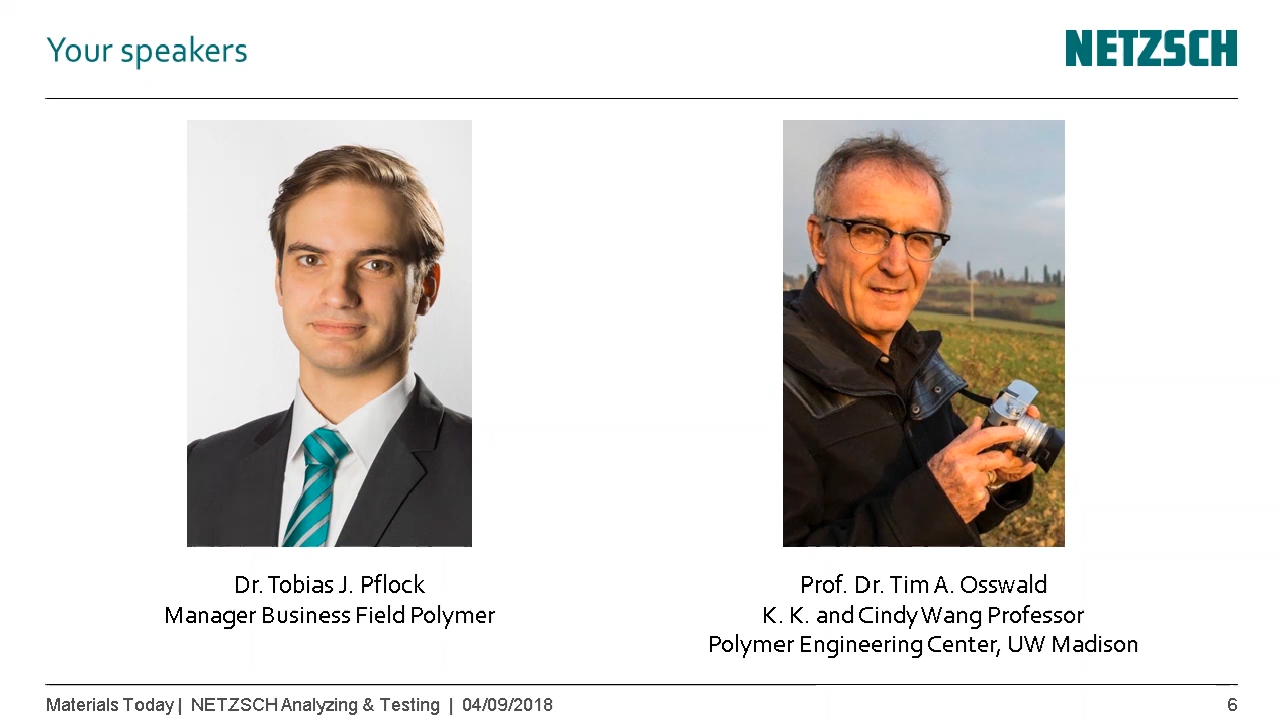 Your speakers
NETZSCH
Dr. Tobias J. Pflock
Manager Business Field Polymer
Prof. Dr. Tim A. Osswald
K. K. and Cindy Wang Professor
Polymer Engineering Center, UW Madison
Materials Today | NETZSCH Analyzing & Testing | 04/09/2018
6